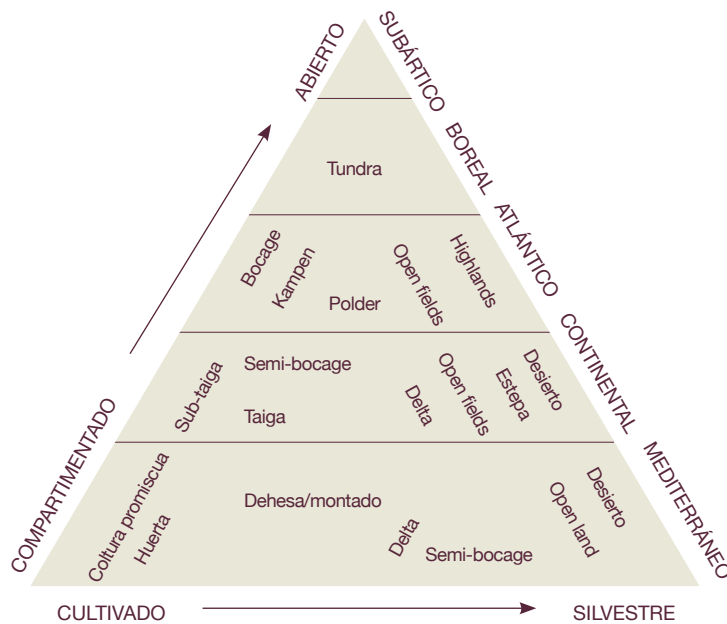 ABIERTO
SUBÁRTICO
BOREAL
ATLÁNTICO
CONTINENTAL
MEDITERRÁNEO
COMPARTIMENTADO
Tundra
Bocage
Kampen
Polder
Open fields
Highlands
Sub-taiga
Semi-bocage
Taiga
Delta
Open fields
Estepa
Desierto
Coltura promiscua
Huerta
Dehesa/montado
Delta
Semi-bocage
Open land
Desierto
CULTIVADO
SILVESTRE